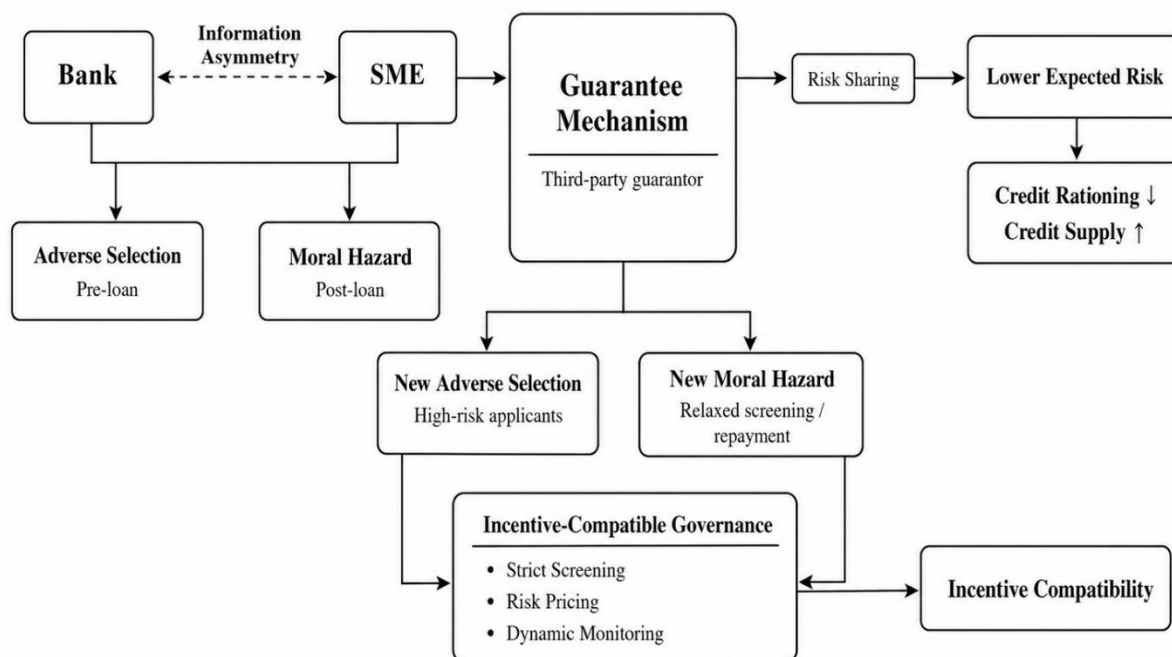 Information
Asymmetry
Bank
SME
Guarantee
Mechanism
Third-party guarantor
Risk Sharing
Lower Expected Risk
Credit Rationing ↓
Credit Supply ↑
Adverse Selection
Pre-loan
Moral Hazard
Post-loan
New Adverse Selection
High-risk applicants
New Moral Hazard
Relaxed screening /
repayment
Incentive-Compatible Governance
• Strict Screening
• Risk Pricing
• Dynamic Monitoring
Incentive Compatibility